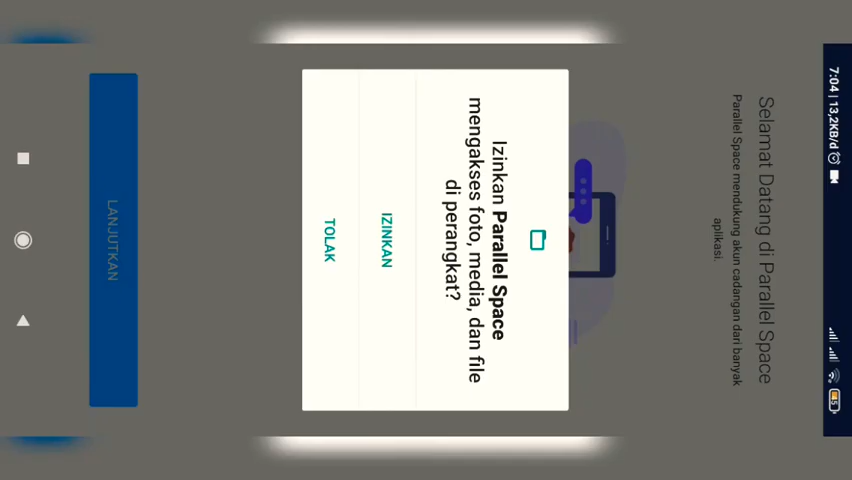 7:04 | 13,2KB/d
5
Selamat Datang di Parallel Space
Parallel Space mendukung akun cadangan dari banyak
aplikasi.
Izinkan Parallel Space
mengakses foto, media, dan file
di perangkat?
IZINKAN
TOLAK
LANJUTKAN